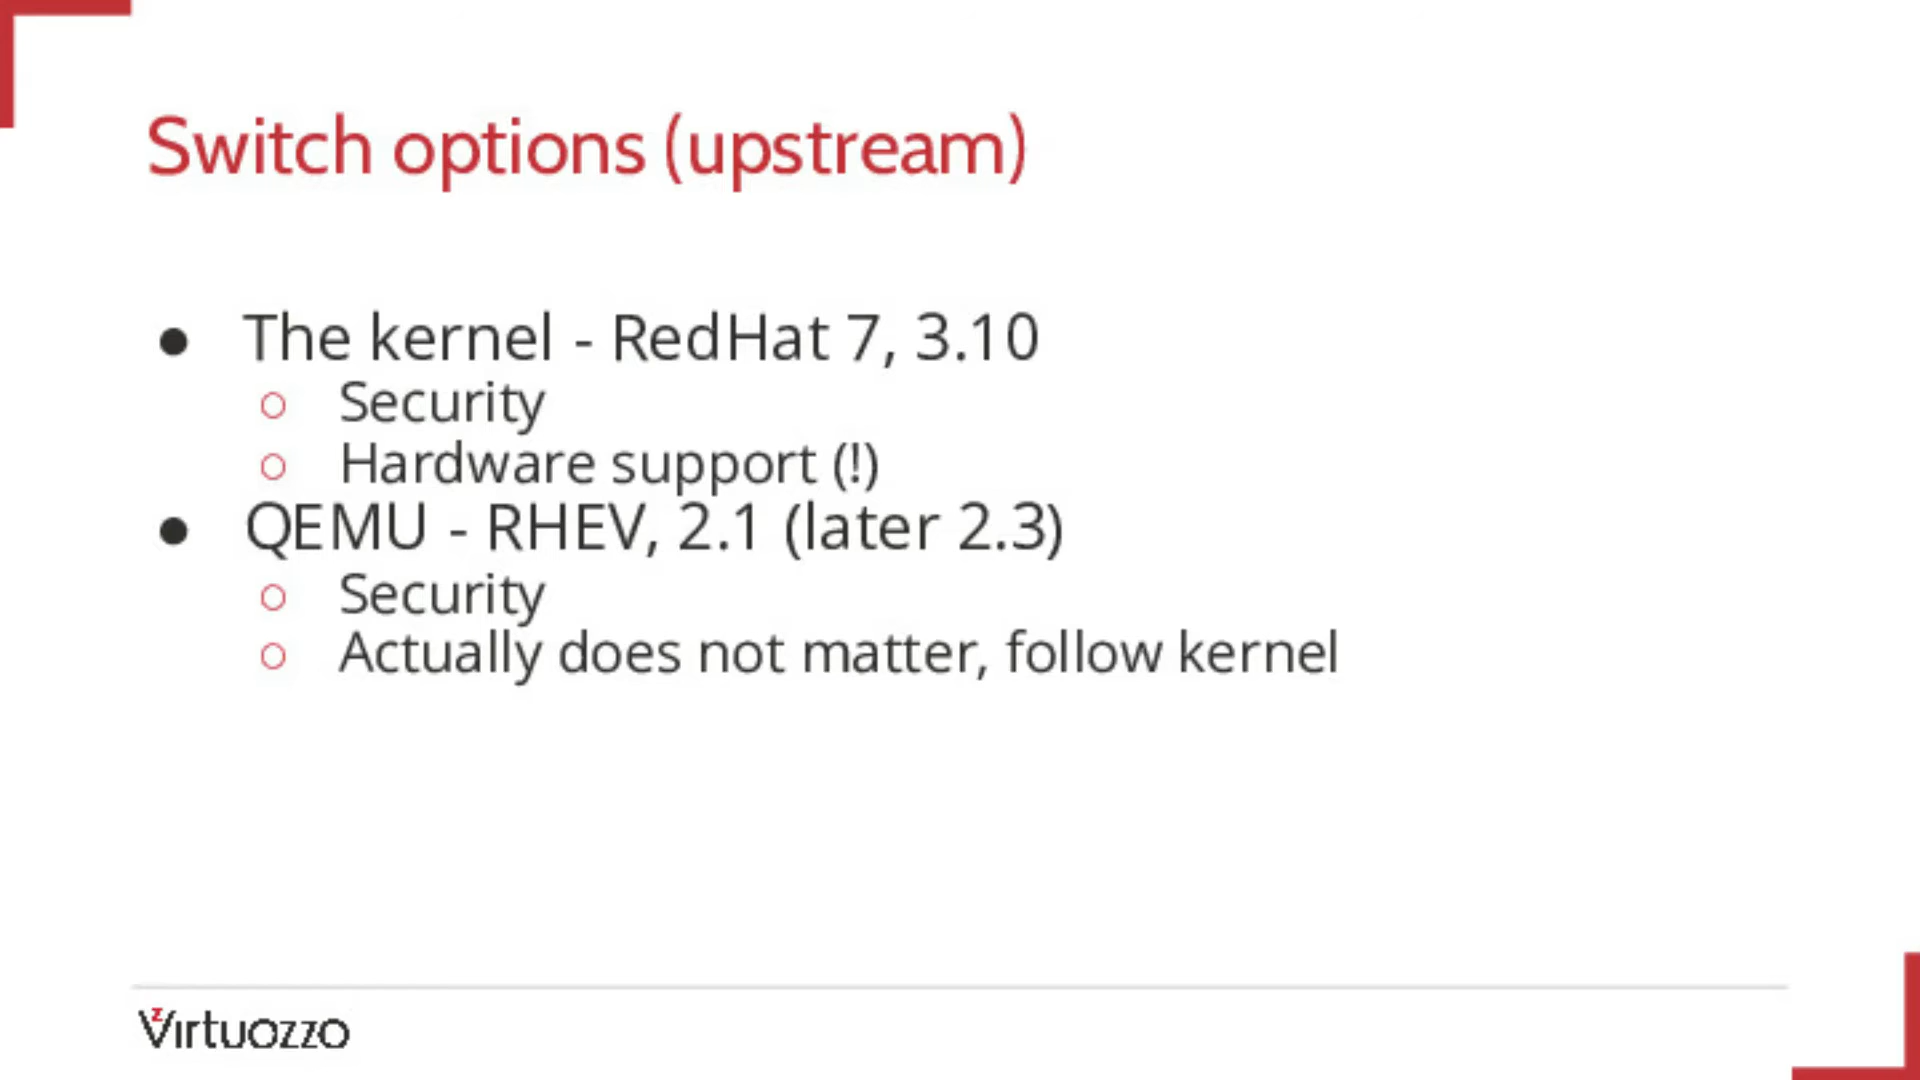 Switch options (upstream)
● The kernel - RedHat 7, 3.10
○ Security
○ Hardware support (!)
● QEMU - RHEV, 2.1 (later 2.3)
○ Security
○ Actually does not matter, follow kernel
Virtuozzo